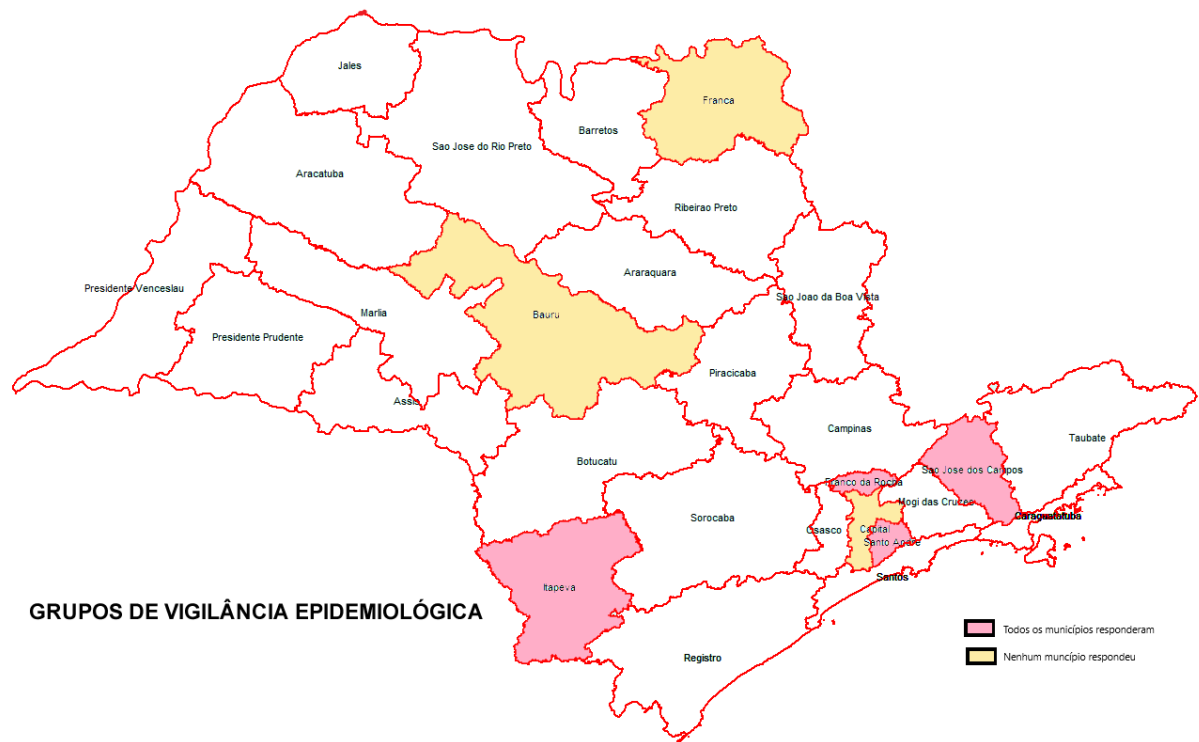 Jales
Franca
Barretos
Sao Jose do Rio Preto
Aracatuba
Ribeirao Preto
Araraquara
Presidente Venceslau
Sao Joao da Boa Vista
Marlia
Bauru
Presidente Prudente
Piracicaba
Assis
Campinas
Taubate
Botucatu
Sao Jose dos Campos
Franco da Rocha
Mogi das Cruzes
Sorocaba
Caraguatatuba
Osasco
Capital
Santo Andre
Santos
Itapeva
GRUPOS DE VIGILÂNCIA EPIDEMIOLÓGICA
Todos os municípios responderam
Nenhum muncípio respondeu
Registro